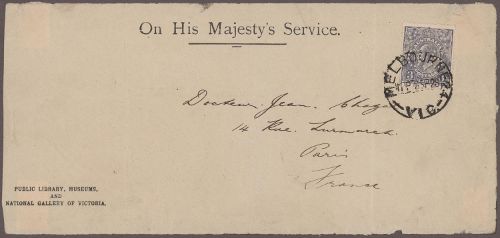 On His Majesty's Service.
MELBOURNE
VIC
Docteur Jean
14 Rue
Paris
France
PUBLIC LIBRARY, MUSEUMS,
AND
NATIONAL GALLERY OF VICTORIA.